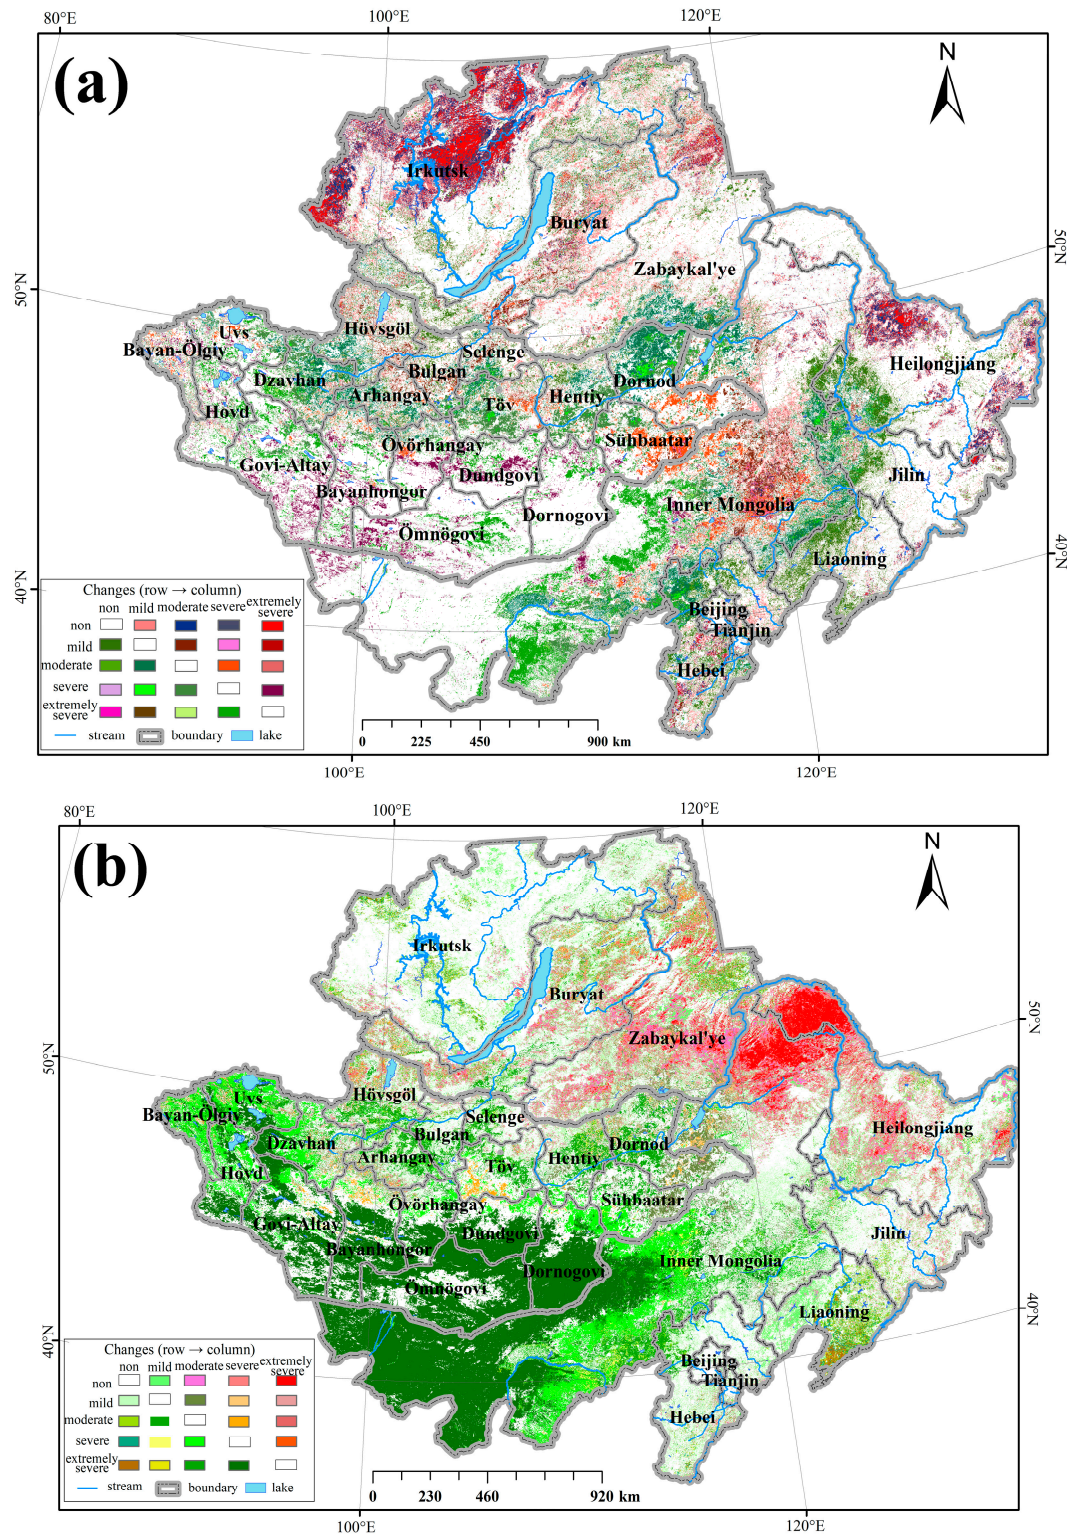 80°E 100°E 120°E
(a)
N
Irkutsk
Buryat
50°N
Zabaykal'ye
50°N
Hövsgöl
Uvs
Bayan-Ölgiy
Selenge
Heilongjiang
Bulgan
Dzavhan
Dornod
Arhangay
Hentiy
Töv
Hovd
Sühbaatar
Övörhangay
Govi-Altay
Dundgovi
Jilin
Bayanhongor
Inner Mongolia
Dornogovi
Ömnögovi
40°N
Liaoning
40°N
Changes (row → column)
non mild moderate severe extremely severe
non
mild
moderate
severe
extremely severe
stream boundary lake
Beijing
Tianjin
Hebei
0 225 450 900 km
100°E 120°E
80°E 100°E 120°E
(b)
N
Irkutsk
Buryat
50°N
Zabaykal'ye
50°N
Hövsgöl
Uvs
Bayan-Ölgiy
Selenge
Heilongjiang
Bulgan
Dzavhan
Dornod
Arhangay
Hentiy
Töv
Hovd
Sühbaatar
Övörhangay
Govi-Altay
Dundgovi
Jilin
Bayanhongor
Inner Mongolia
Dornogovi
Ömnögovi
40°N
Liaoning
40°N
Changes (row → column)
non mild moderate severe extremely severe
non
mild
moderate
severe
extremely severe
stream boundary lake
Beijing
Tianjin
Hebei
0 230 460 920 km
100°E 120°E